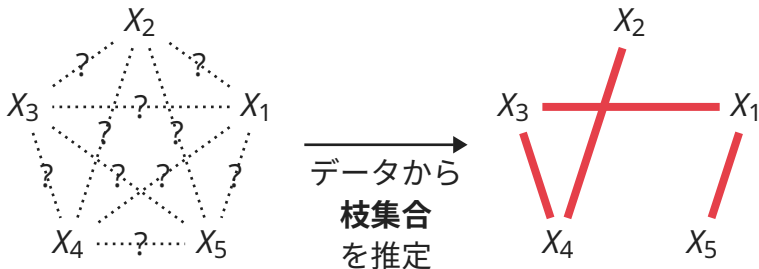 X2
? ?
X3 ? X1
? ?
? ? ? ?
X4 ? X5
データから
枝集合
を推定
X2
X3 X1
X4 X5